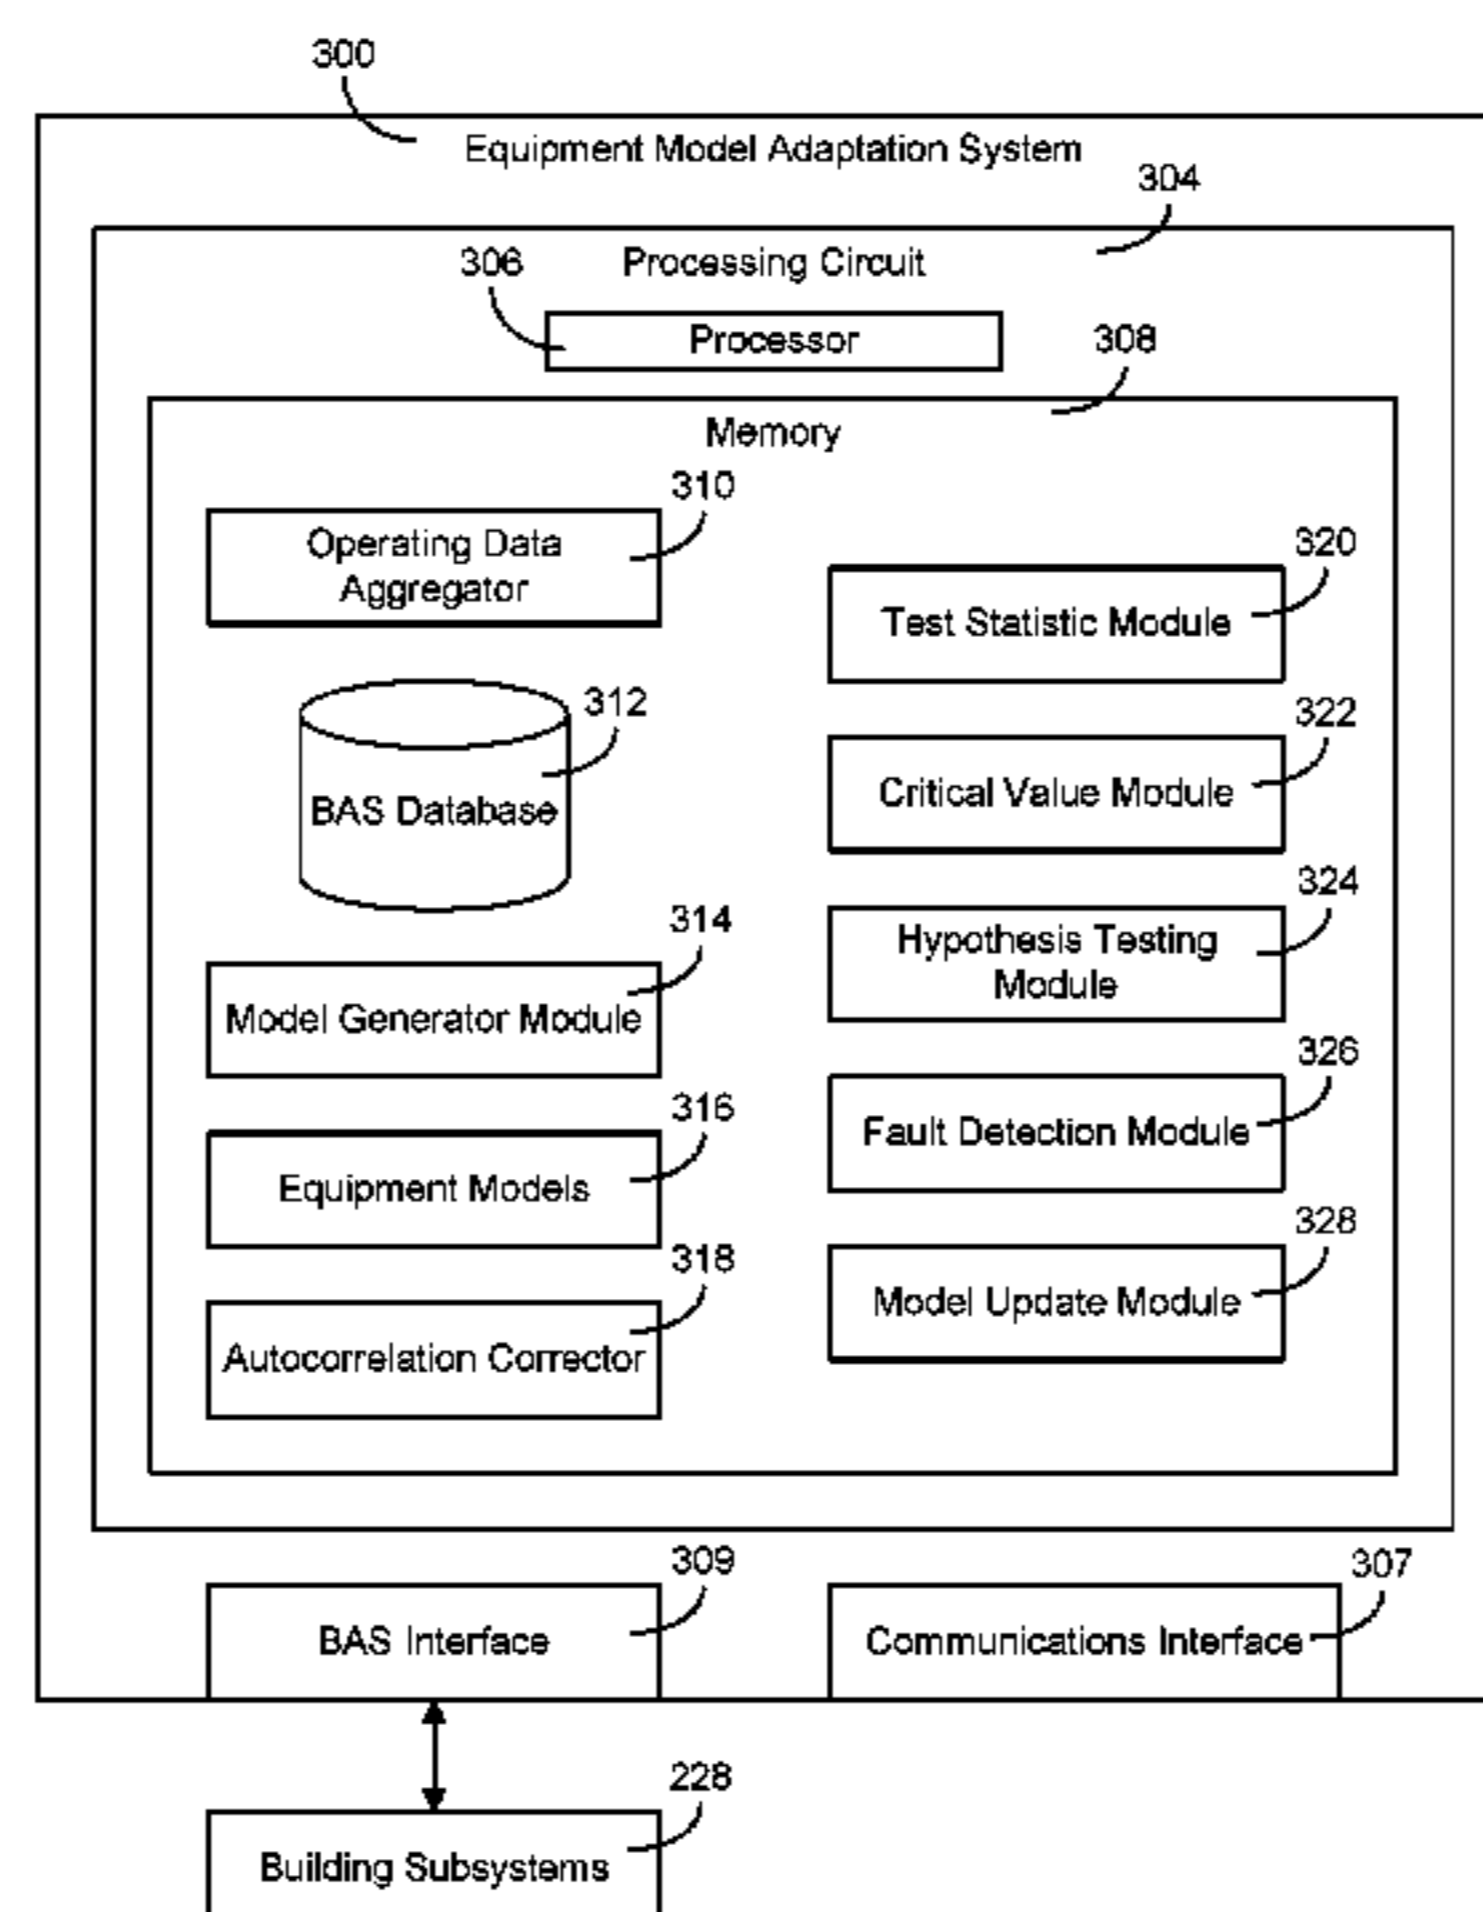 300
Equipment Model Adaptation System
304
306
Processing Circuit
Processor
308
Memory
310
Operating Data
Aggregator
312
BAS Database
314
Model Generator Module
316
Equipment Models
318
Autocorrelation Corrector
320
Test Statistic Module
322
Critical Value Module
324
Hypothesis Testing
Module
326
Fault Detection Module
328
Model Update Module
309
BAS Interface
307
Communications Interface
228
Building Subsystems